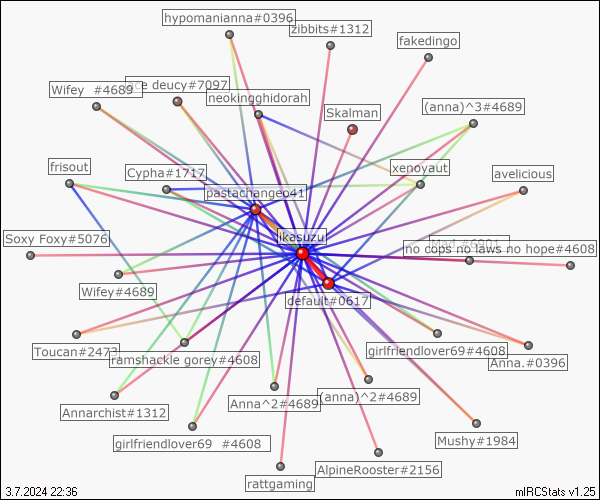 hypomanianna#0396
zibbits#1312
fakedingo
Wifey #4689
ace deucy#7097
neokingghidorah
Skalman
(anna)^3#4689
frisout
Cypha#1717
xenoyaut
avelicious
pastachangeo41
Soxy Foxy#5076
ikasuzu
no cops no laws no hope#4608
Wifey#4689
default#0617
Toucan#2473
ramshackle gorey#4608
girlfriendlover69#4608
Anna.#0396
Annarchist#1312
Anna^2#4689
(anna)^2#4689
girlfriendlover69 #4608
Mushy#1984
AlpineRooster#2156
rattgaming
3.7.2024 22:36
mIRCStats v1.25